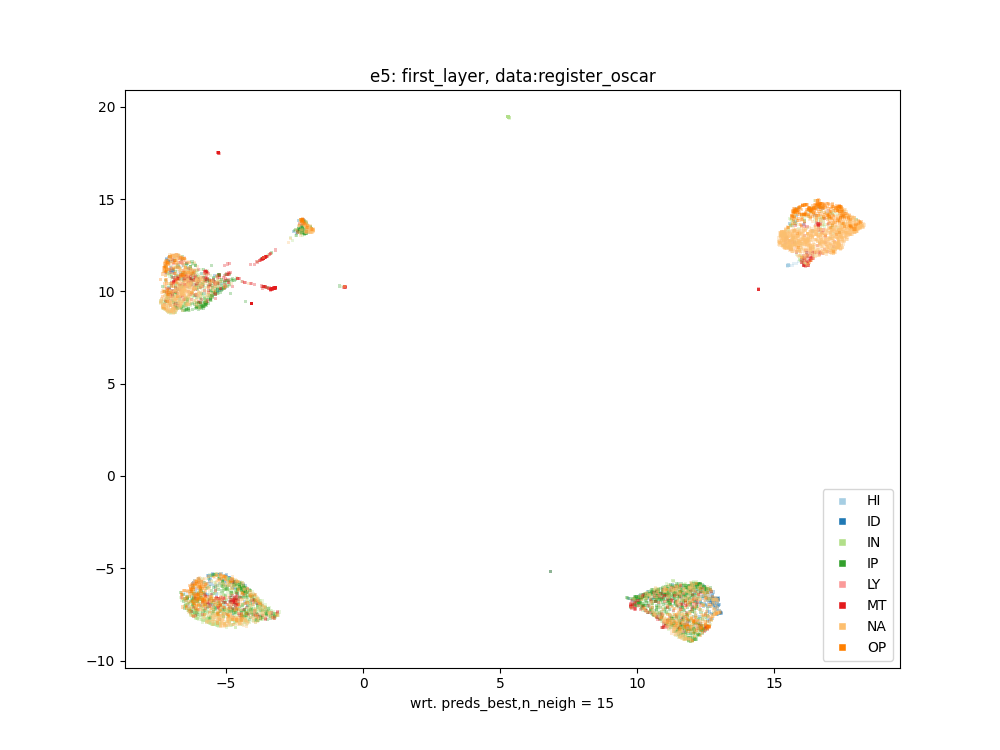 e5: first_layer, data:register_oscar
20
15
10
5
0
−5
−10
−5
0
5
10
15
wrt. preds_best,n_neigh = 15
HI
ID
IN
IP
LY
MT
NA
OP